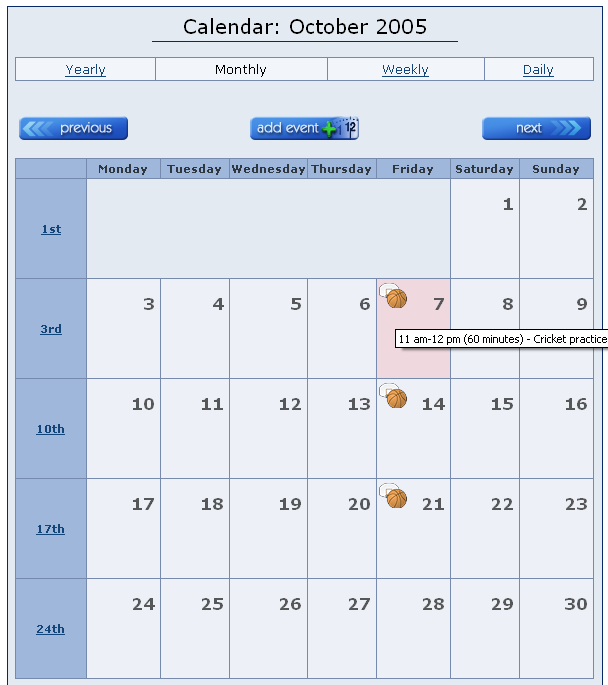 Calendar: October 2005
Yearly Monthly Weekly Daily
previous add event 12 next
Monday Tuesday Wednesday Thursday Friday Saturday Sunday
1st 1 2
3rd 3 4 5 6 7 8 9
11 am-12 pm (60 minutes) - Cricket practice
10th 10 11 12 13 14 15 16
17th 17 18 19 20 21 22 23
24th 24 25 26 27 28 29 30